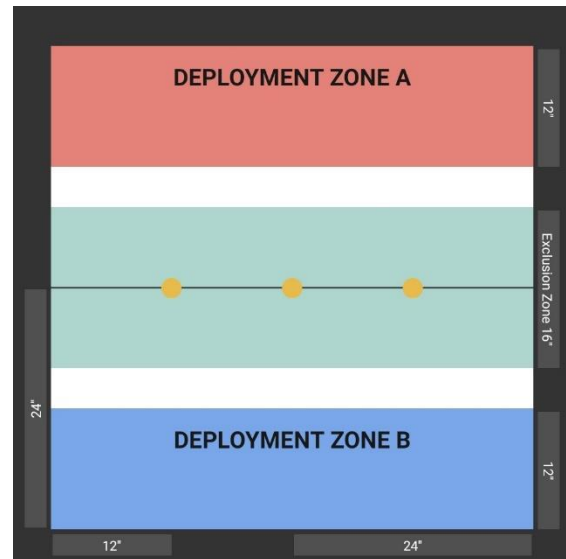 DEPLOYMENT ZONE A
12"
Exclusion Zone 16"
24"
DEPLOYMENT ZONE B
12"
12"
24"